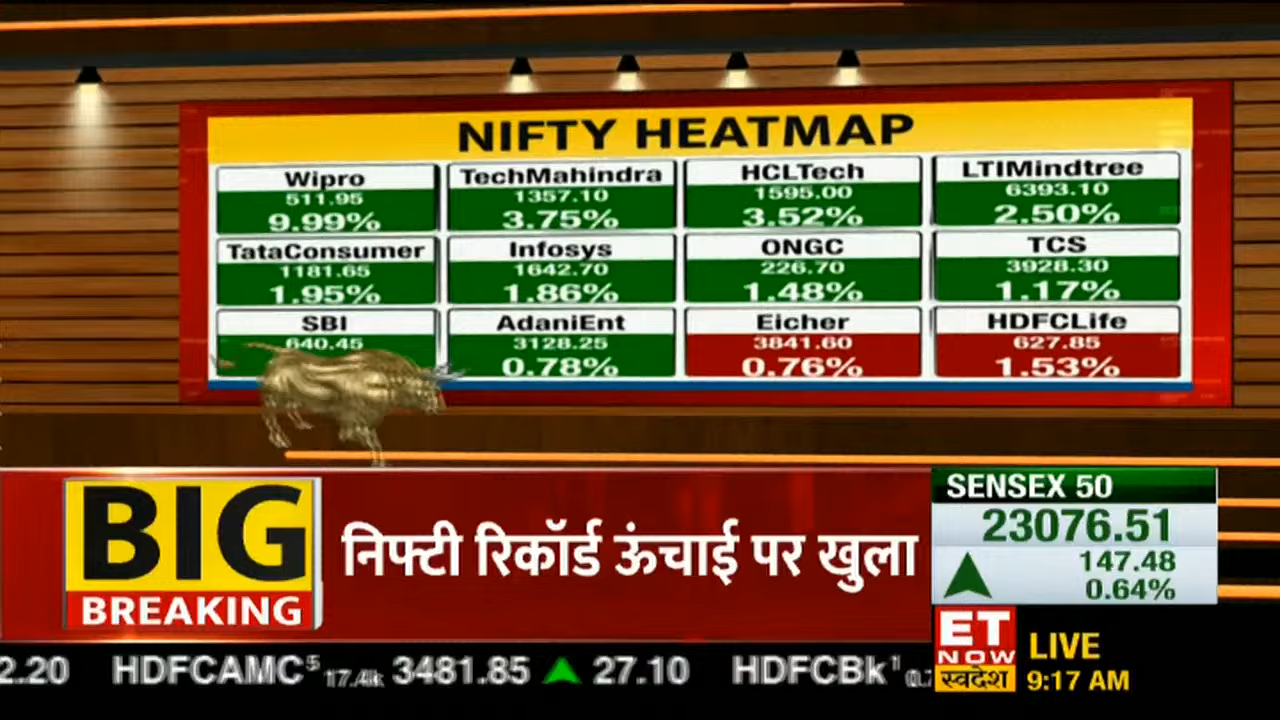 NIFTY HEATMAP
Wipro
511.95
9.99%
TechMahindra
1357.10
3.75%
HCLTech
1595.00
3.52%
LTIMindtree
6393.10
2.50%
TataConsumer
1181.65
1.95%
Infosys
1642.70
1.86%
ONGC
226.70
1.48%
TCS
3928.30
1.17%
SBI
640.45
AdaniEnt
3128.25
0.78%
Eicher
3841.60
0.76%
HDFCLife
627.85
1.53%
BIG
BREAKING
निफ्टी रिकॉर्ड ऊंचाई पर खुला
SENSEX 50
23076.51
147.48
0.64%
ET
NOW
स्वदेश
LIVE
9:17 AM
2.20 HDFCAMC 5 17.4k 3481.85 27.10 HDFCBk 1